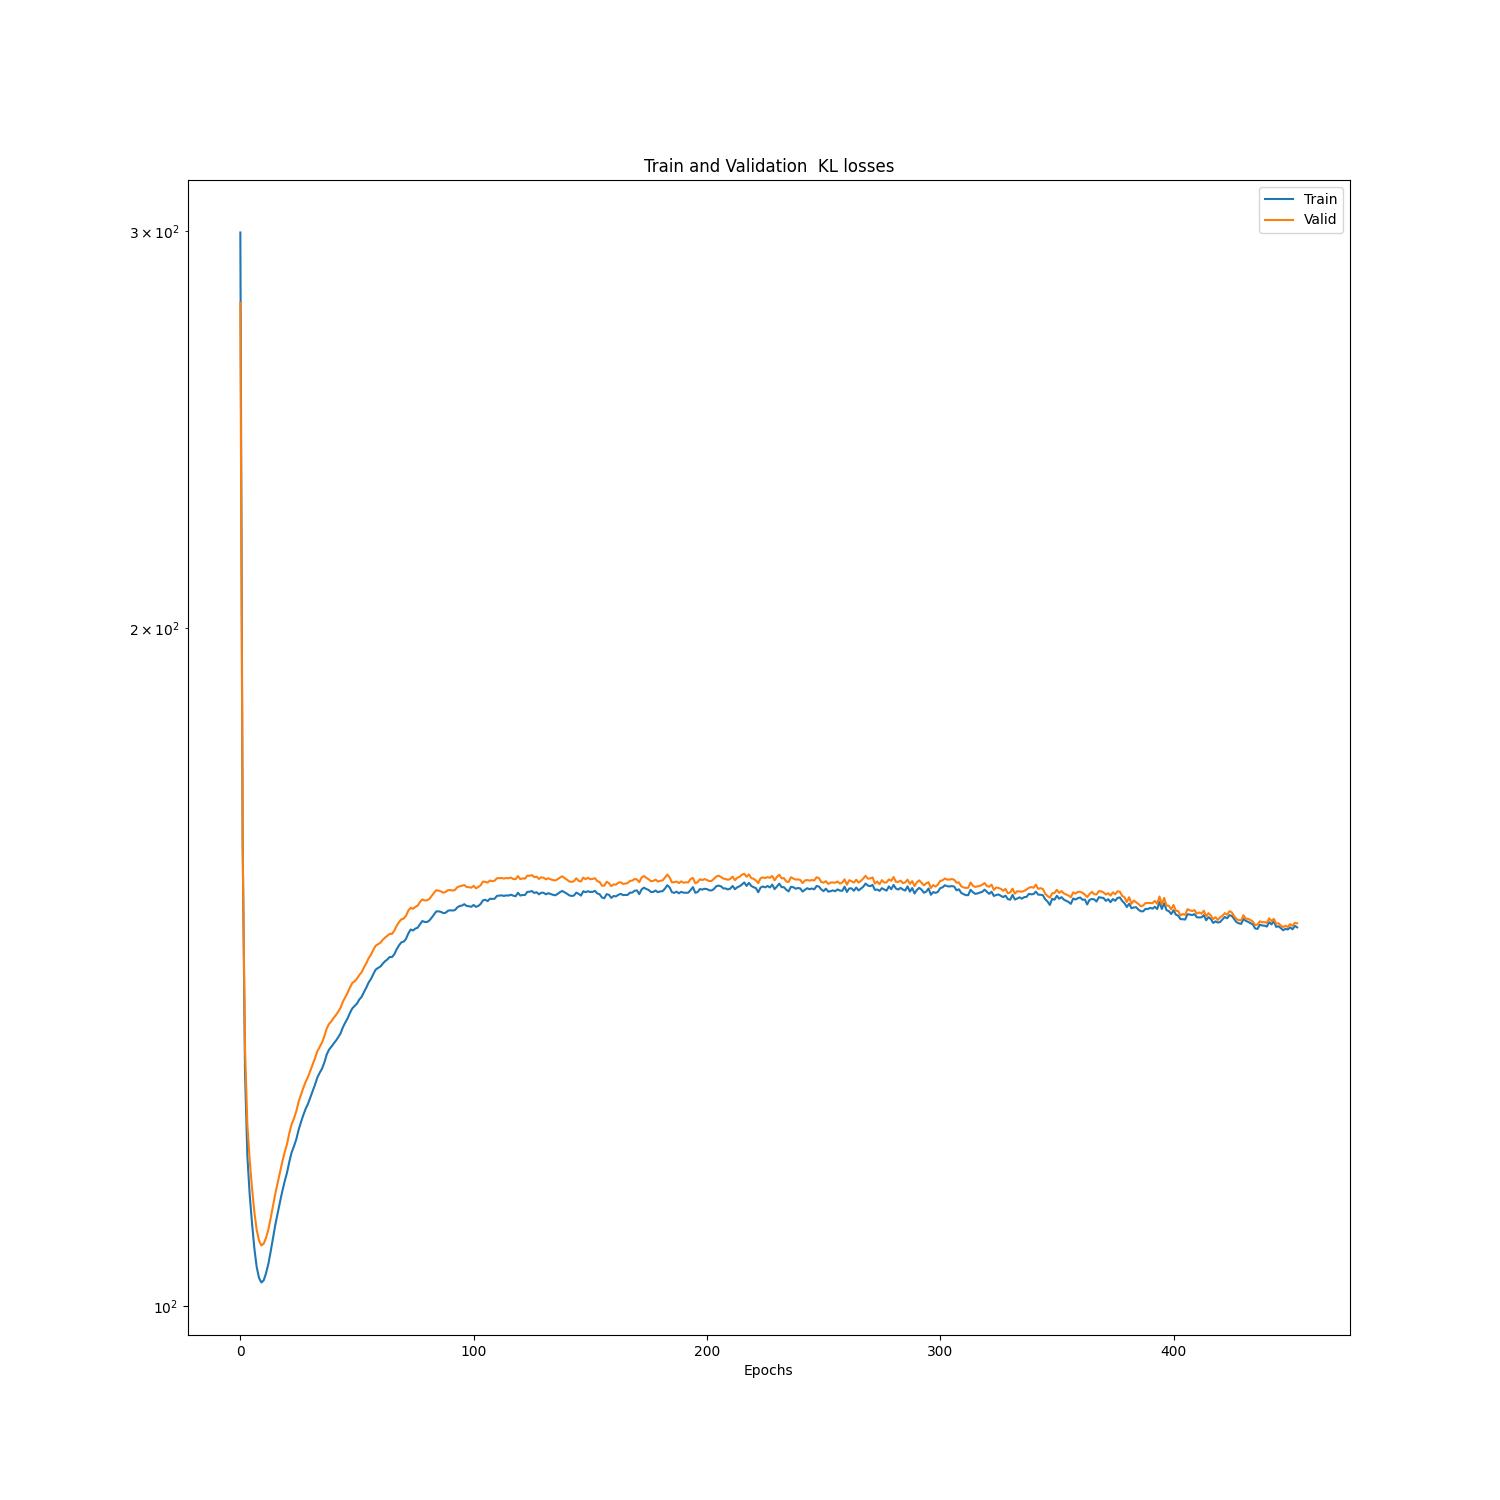 Train and Validation  KL losses
Train
Valid
3 × 10²
2 × 10²
10²
0 100 200 300 400
Epochs